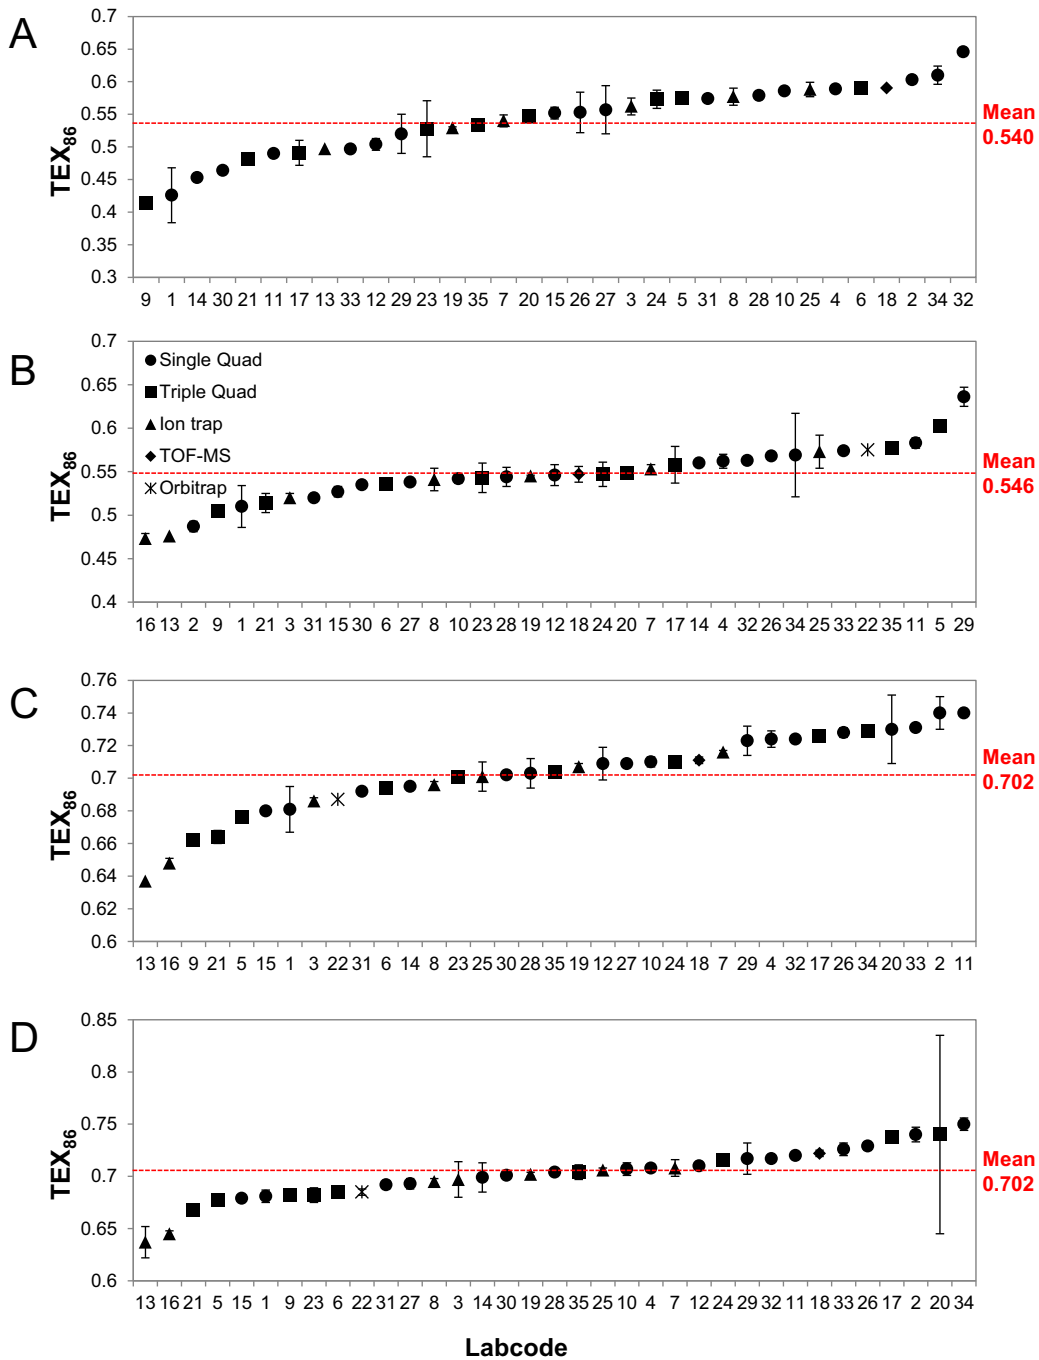 A
0.7
0.65
0.6
0.55
0.5
0.45
0.4
0.35
0.3
TEX86
Mean
0.540
9 1 14 30 21 11 17 13 33 12 29 23 19 35 7 20 15 26 27 3 24 5 31 8 28 10 25 4 6 18 2 34 32
B
0.7
0.65
0.6
0.55
0.5
0.45
0.4
TEX86
Single Quad
Triple Quad
Ion trap
TOF-MS
Orbitrap
Mean
0.546
16 13 2 9 1 21 3 31 15 30 6 27 8 10 23 28 19 12 18 24 20 7 17 14 4 32 26 34 25 33 22 35 11 5 29
C
0.76
0.74
0.72
0.7
0.68
0.66
0.64
0.62
0.6
TEX86
Mean
0.702
13 16 9 21 5 15 1 3 22 31 6 14 8 23 25 30 28 35 19 12 27 10 24 18 7 29 4 32 17 26 34 20 33 2 11
D
0.85
0.8
0.75
0.7
0.65
0.6
TEX86
Mean
0.702
13 16 21 5 15 1 9 23 6 22 31 27 8 3 14 30 19 28 35 25 10 4 7 12 24 29 32 11 18 33 26 17 2 20 34
Labcode